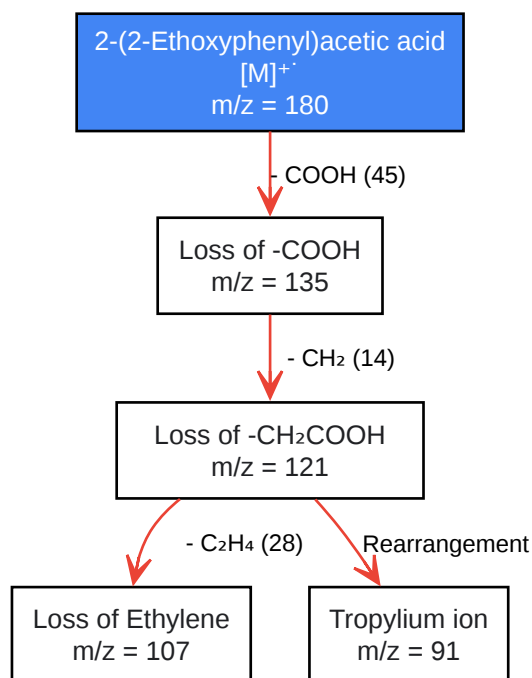 2-(2-Ethoxyphenyl)acetic acid
[M]⁺˙
m/z = 180
- COOH (45)
Loss of -COOH
m/z = 135
- CH₂ (14)
Loss of -CH₂COOH
m/z = 121
- C₂H₄ (28)
Rearrangement
Loss of Ethylene
m/z = 107
Tropylium ion
m/z = 91